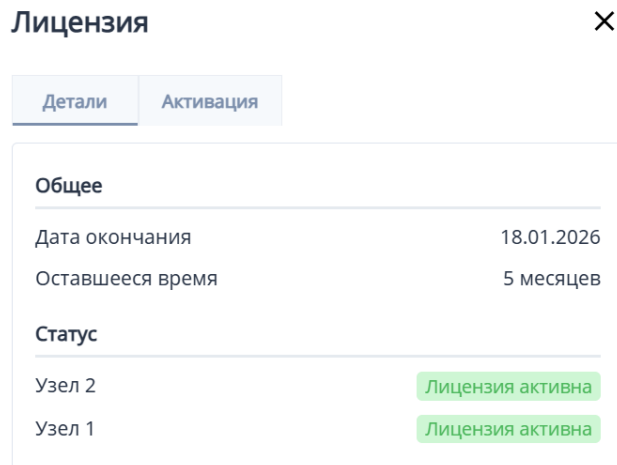 Лицензия
Детали Активация
Общее
Дата окончания 18.01.2026
Оставшееся время 5 месяцев
Статус
Узел 2 Лицензия активна
Узел 1 Лицензия активна